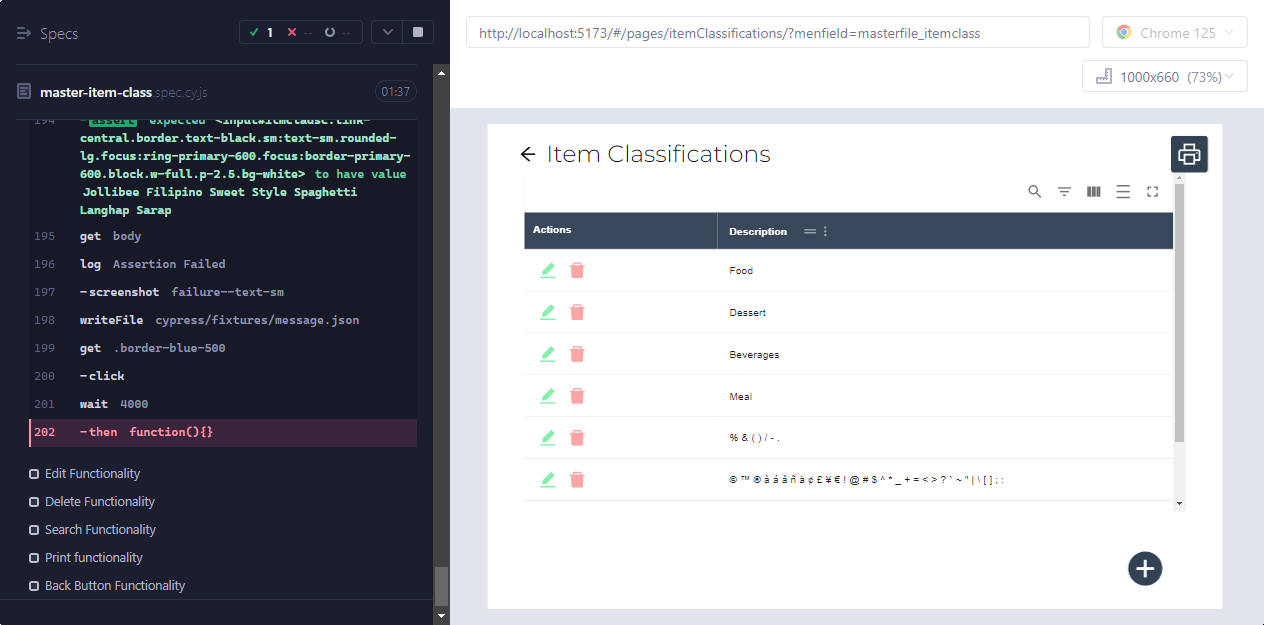 Specs
1
--
--
master-item-class.spec.cy.js
01:37
194 -assert expected <input#itmcladsc.link-
central.border.text-black.sm:text-sm.rounded-
lg.focus:ring-primary-600.focus:border-primary-
600.block.w-full.p-2.5.bg-white> to have value
Jollibee Filipino Sweet Style Spaghetti
Langhap Sarap
195 get body
196 log Assertion Failed
197 -screenshot failure--text-sm
198 writeFile cypress/fixtures/message.json
199 get .border-blue-500
200 -click
201 wait 4000
202 -then function(){}
Edit Functionality
Delete Functionality
Search Functionality
Print functionality
Back Button Functionality
http://localhost:5173/#/pages/itemClassifications/?menfield=masterfile_itemclass
Chrome 125
1000x660 (73%)
Item Classifications
Actions Description
Food
Dessert
Beverages
Meal
% & ( ) / - .
© ™ ® à á â ñ ä ¢ £ ¥ € ! @ # $ ^ * _ + = < > ? ` ~ " | \ [ ] ; :